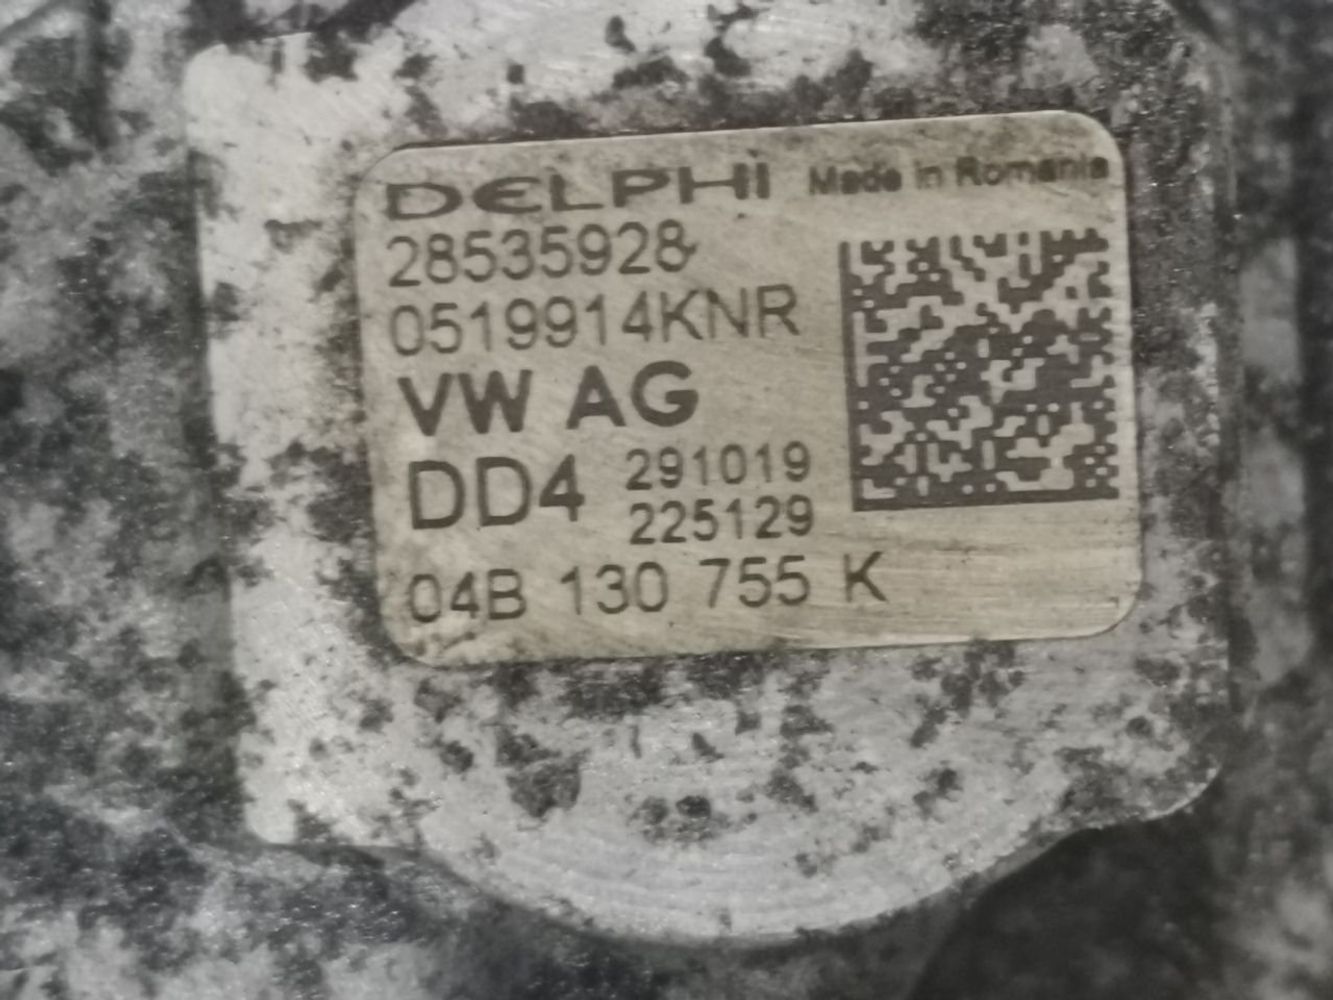 DELPHI Made in Romania
28535928
0519914KNR
VW AG
DD4 291019
225129
04B 130 755 K